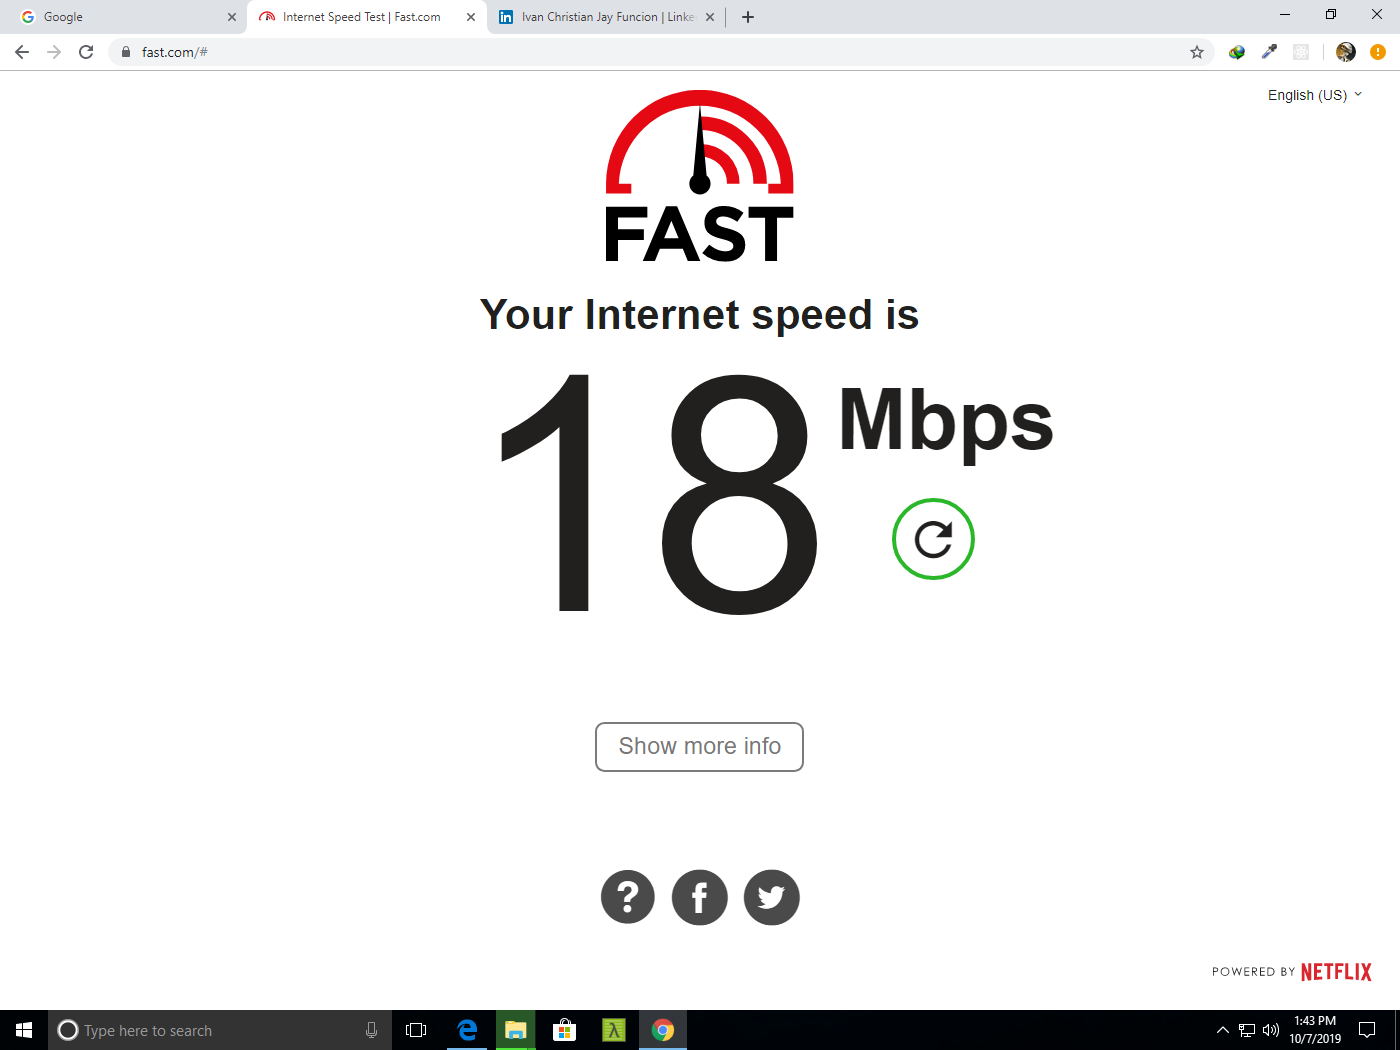 Google
Internet Speed Test | Fast.com
Ivan Christian Jay Funcion | Linke
fast.com/#
English (US)
FAST
Your Internet speed is
18 Mbps
Show more info
?
f
POWERED BY NETFLIX
Type here to search
1:43 PM
10/7/2019